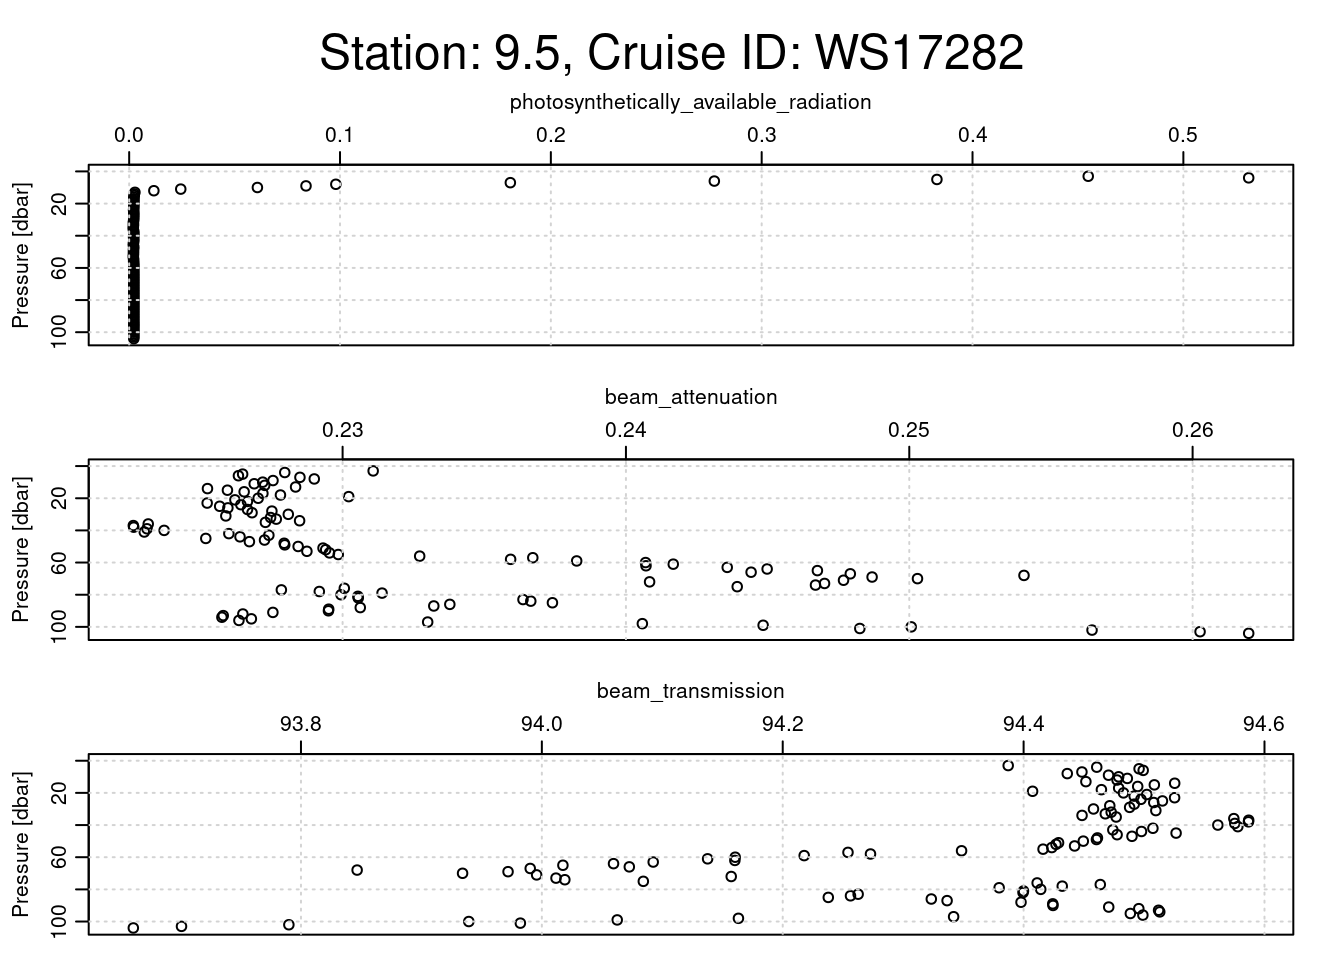 Station: 9.5, Cruise ID: WS17282
photosynthetically_available_radiation
0.0 0.1 0.2 0.3 0.4 0.5
Pressure [dbar]
20
60
100
beam_attenuation
0.23 0.24 0.25 0.26
Pressure [dbar]
20
60
100
beam_transmission
93.8 94.0 94.2 94.4 94.6
Pressure [dbar]
20
60
100